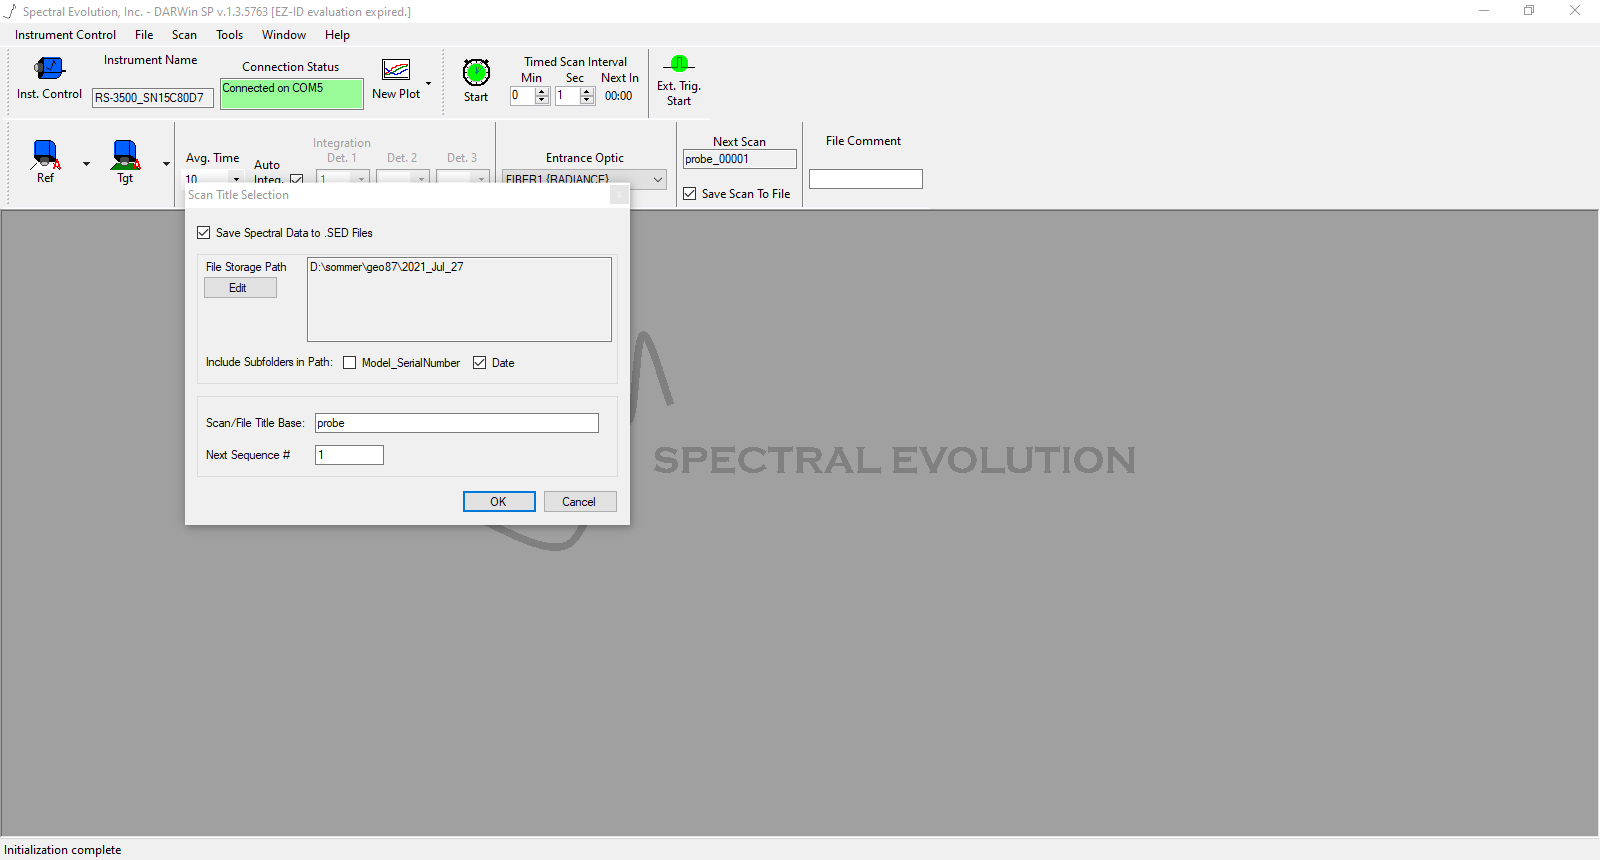 Spectral Evolution, Inc. - DARWin SP v.1.3.5763 [EZ-ID evaluation expired.]
Instrument Control File Scan Tools Window Help
Inst. Control
Instrument Name
RS-3500_SN15C80D7
Connection Status
Connected on COM5
New Plot
Start
Timed Scan Interval
Min Sec Next In
0 1 00:00
Ext. Trig.
Start
Ref
Tgt
Avg. Time
10
Auto
Integ.
Integration
Det. 1 Det. 2 Det. 3
1
Entrance Optic
FIBER1 {RADIANCE}
Next Scan
probe_00001
Save Scan To File
File Comment
Scan Title Selection
Save Spectral Data to .SED Files
File Storage Path
Edit
D:\sommer\geo87\2021_Jul_27
Include Subfolders in Path: Model_SerialNumber Date
Scan/File Title Base: probe
Next Sequence # 1
OK Cancel
SPECTRAL EVOLUTION
Initialization complete